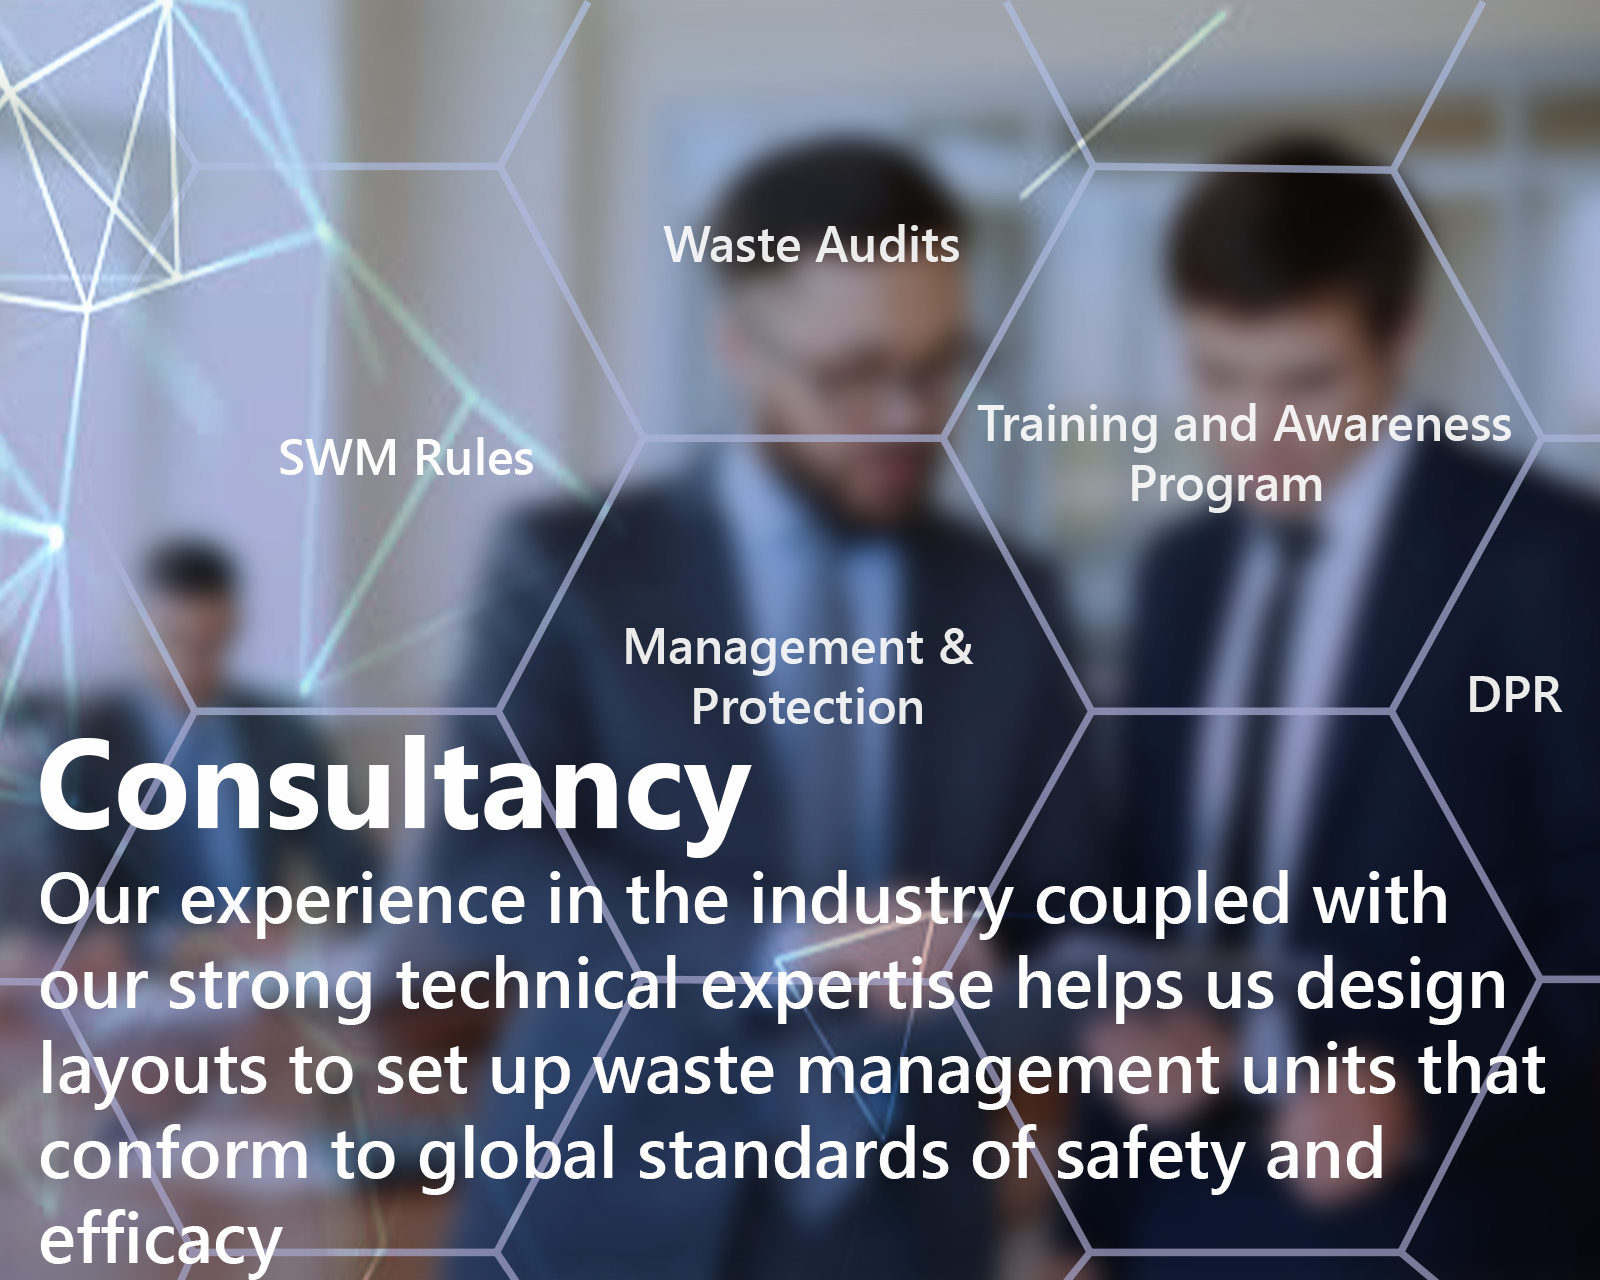 Waste Audits
SWM Rules
Training and Awareness
Program
Management &
Protection
DPR
Consultancy
Our experience in the industry coupled with
our strong technical expertise helps us design
layouts to set up waste management units that
conform to global standards of safety and
efficacy